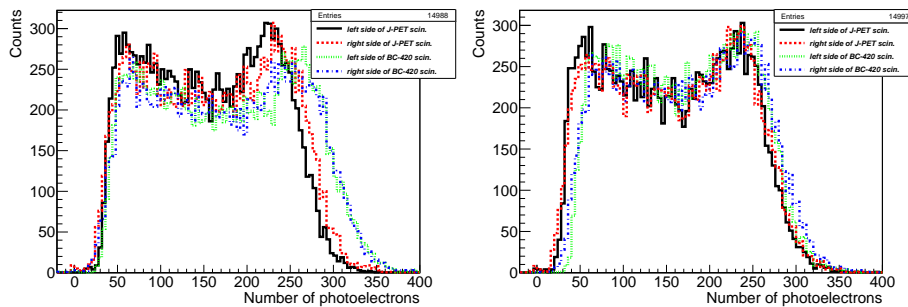 Entries 14988
left side of J-PET scin.
right side of J-PET scin.
left side of BC-420 scin.
right side of BC-420 scin.
Counts
300
250
200
150
100
50
0
0 50 100 150 200 250 300 350 400
Number of photoelectrons
Entries 14997
left side of J-PET scin.
right side of J-PET scin.
left side of BC-420 scin.
right side of BC-420 scin.
Counts
300
250
200
150
100
50
0
0 50 100 150 200 250 300 350 400
Number of photoelectrons